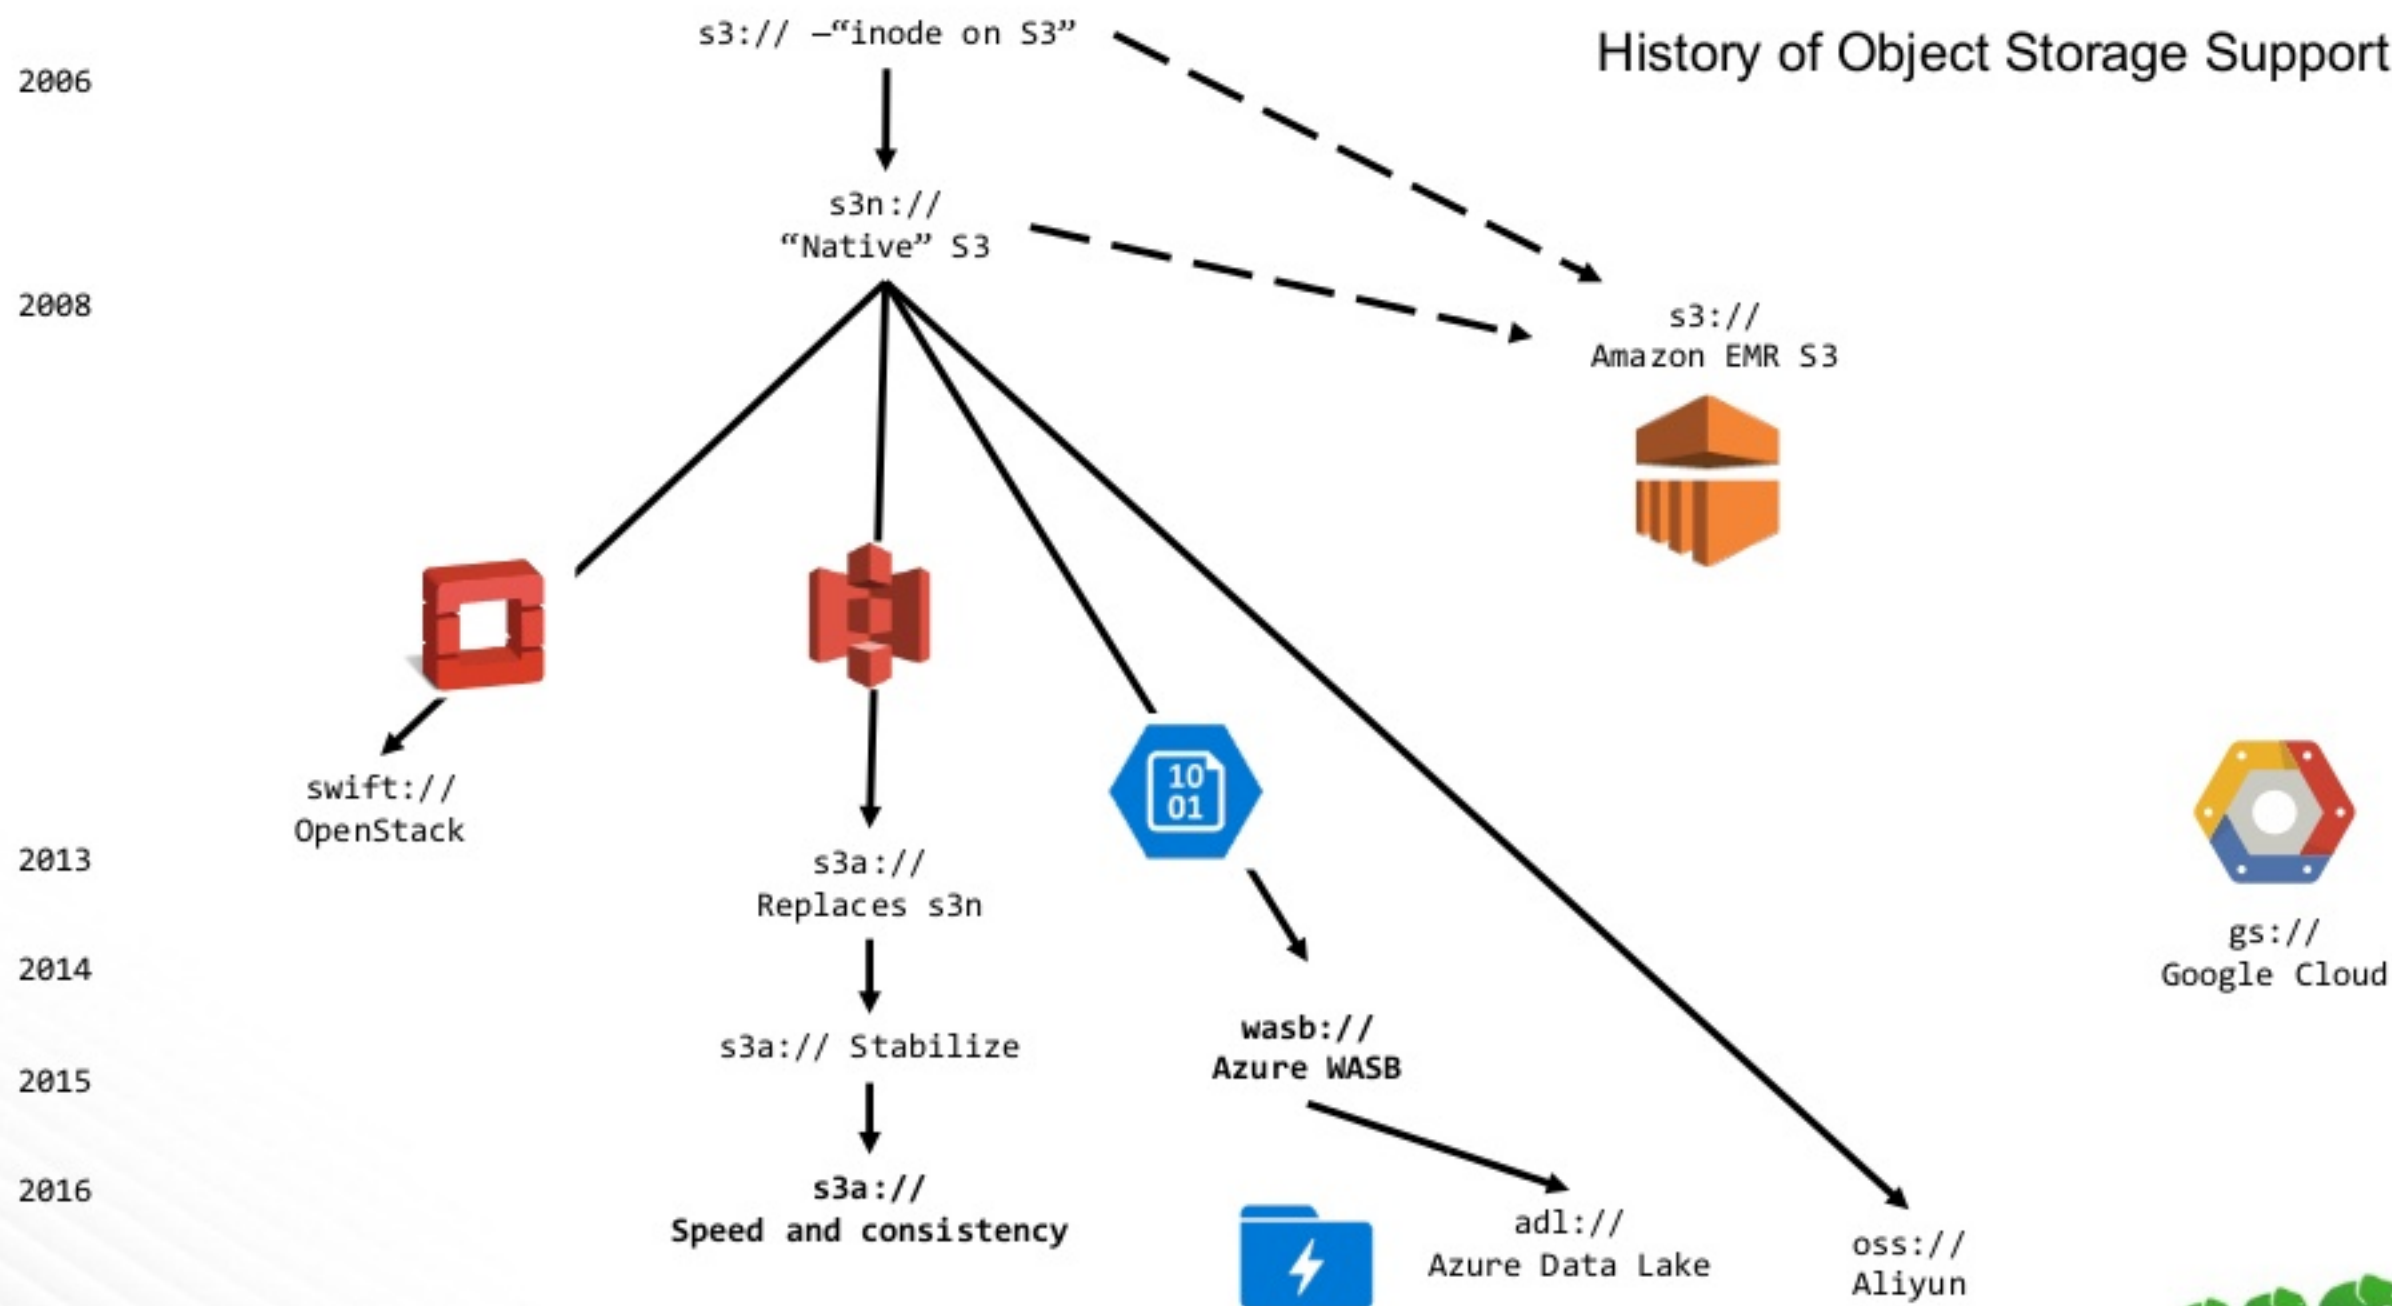 History of Object Storage Support
s3:// –“inode on S3”
2006
s3n://
“Native” S3
2008
s3://
Amazon EMR S3
10
01
swift://
OpenStack
2013
s3a://
Replaces s3n
gs://
Google Cloud
2014
s3a:// Stabilize
wasb://
Azure WASB
2015
2016
s3a://
Speed and consistency
adl://
Azure Data Lake
oss://
Aliyun